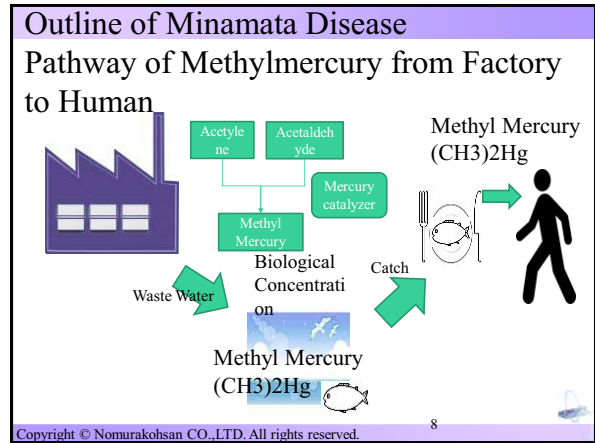 Outline of Minamata Disease
Pathway of Methylmercury from Factory
to Human
Acetyle
ne
Acetaldeh
yde
Mercury
catalyzer
Methyl
Mercury
Methyl Mercury
(CH3)2Hg
Waste Water
Biological
Concentrati
on
Catch
Methyl Mercury
(CH3)2Hg
Copyright © Nomurakohsan CO.,LTD. All rights reserved.
8